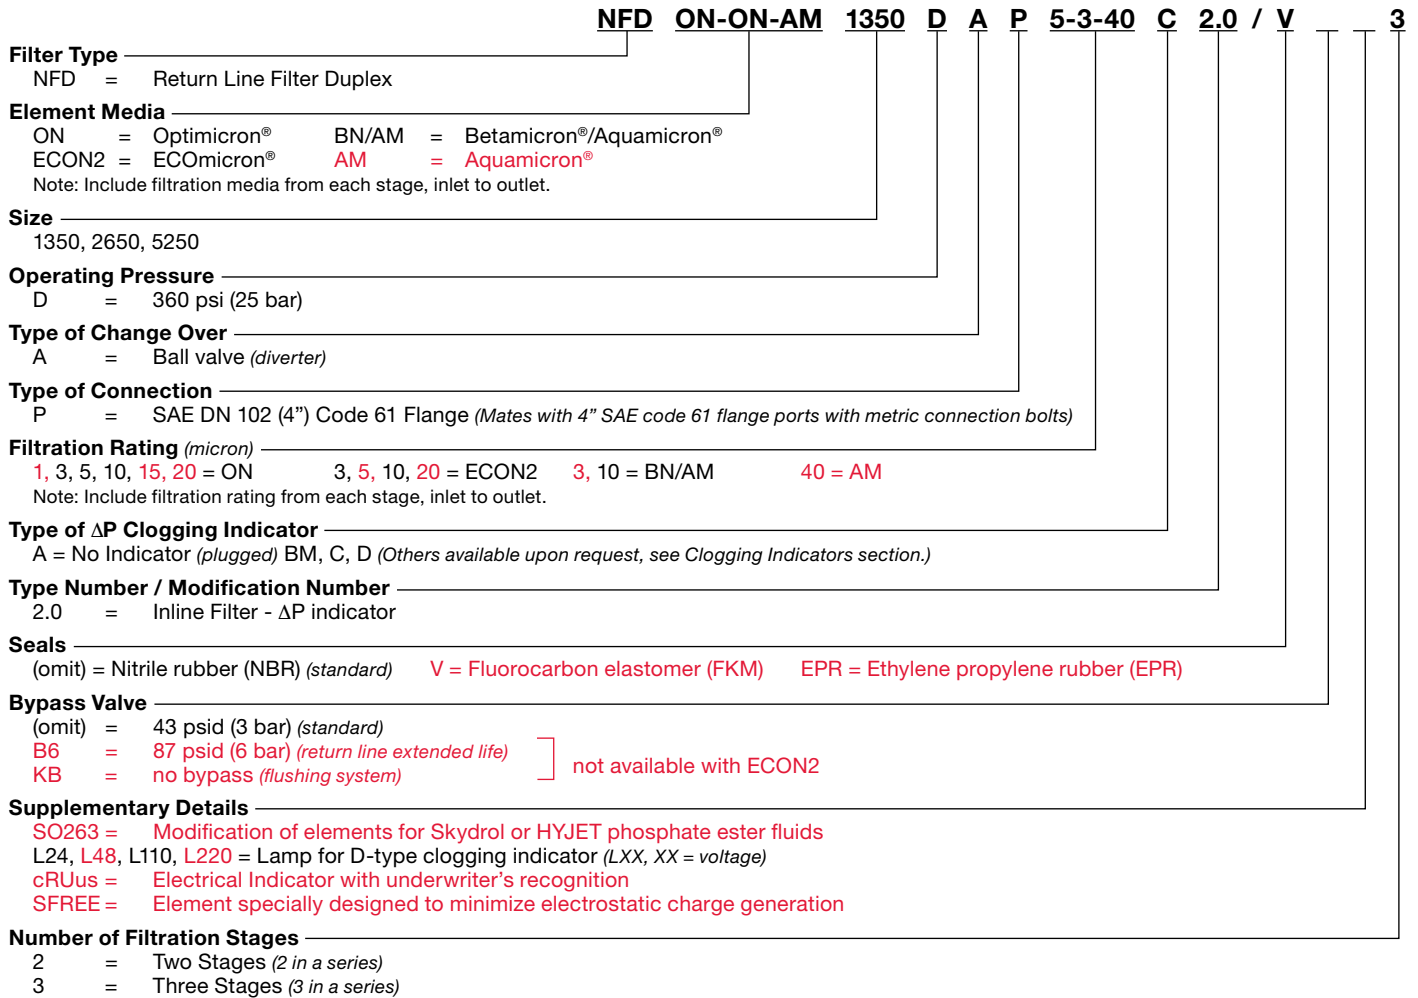 NFD ON-ON-AM 1350 D A P 5-3-40 C 2.0 / V _ _ 3
Filter Type
NFD = Return Line Filter Duplex
Element Media
ON = Optimicron® BN/AM = Betamicron®/Aquamicron®
ECON2 = ECOmicron® AM = Aquamicron®
Note: Include filtration media from each stage, inlet to outlet.
Size
1350, 2650, 5250
Operating Pressure
D = 360 psi (25 bar)
Type of Change Over
A = Ball valve (diverter)
Type of Connection
P = SAE DN 102 (4”) Code 61 Flange (Mates with 4” SAE code 61 flange ports with metric connection bolts)
Filtration Rating (micron)
1, 3, 5, 10, 15, 20 = ON 3, 5, 10, 20 = ECON2 3, 10 = BN/AM 40 = AM
Note: Include filtration rating from each stage, inlet to outlet.
Type of ΔP Clogging Indicator
A = No Indicator (plugged) BM, C, D (Others available upon request, see Clogging Indicators section.)
Type Number / Modification Number
2.0 = Inline Filter - ΔP indicator
Seals
(omit) = Nitrile rubber (NBR) (standard) V = Fluorocarbon elastomer (FKM) EPR = Ethylene propylene rubber (EPR)
Bypass Valve
(omit) = 43 psid (3 bar) (standard)
B6 = 87 psid (6 bar) (return line extended life)
KB = no bypass (flushing system)
not available with ECON2
Supplementary Details
SO263 = Modification of elements for Skydrol or HYJET phosphate ester fluids
L24, L48, L110, L220 = Lamp for D-type clogging indicator (LXX, XX = voltage)
cRUus = Electrical Indicator with underwriter’s recognition
SFREE = Element specially designed to minimize electrostatic charge generation
Number of Filtration Stages
2 = Two Stages (2 in a series)
3 = Three Stages (3 in a series)